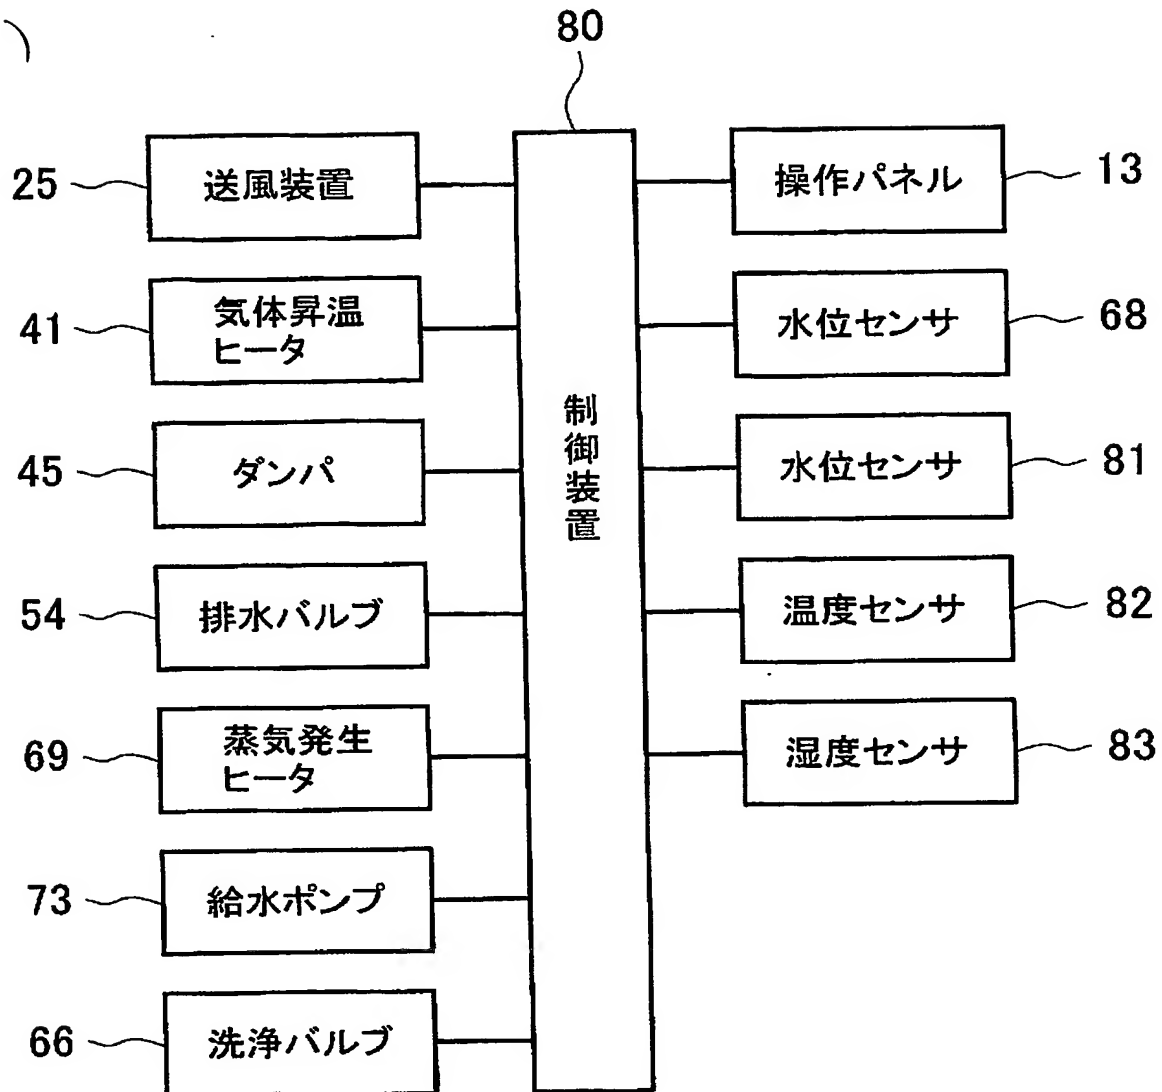 80
25
送風装置
操作パネル
13
41
気体昇温
ヒータ
水位センサ
68
制御装置
45
ダンパ
水位センサ
81
54
排水バルブ
温度センサ
82
69
蒸気発生
ヒータ
湿度センサ
83
73
給水ポンプ
66
洗浄バルブ